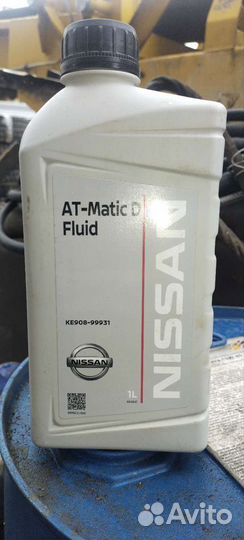 AT-Matic D
Fluid
KE908-99931
NISSAN
NISSAN
1L
Avito